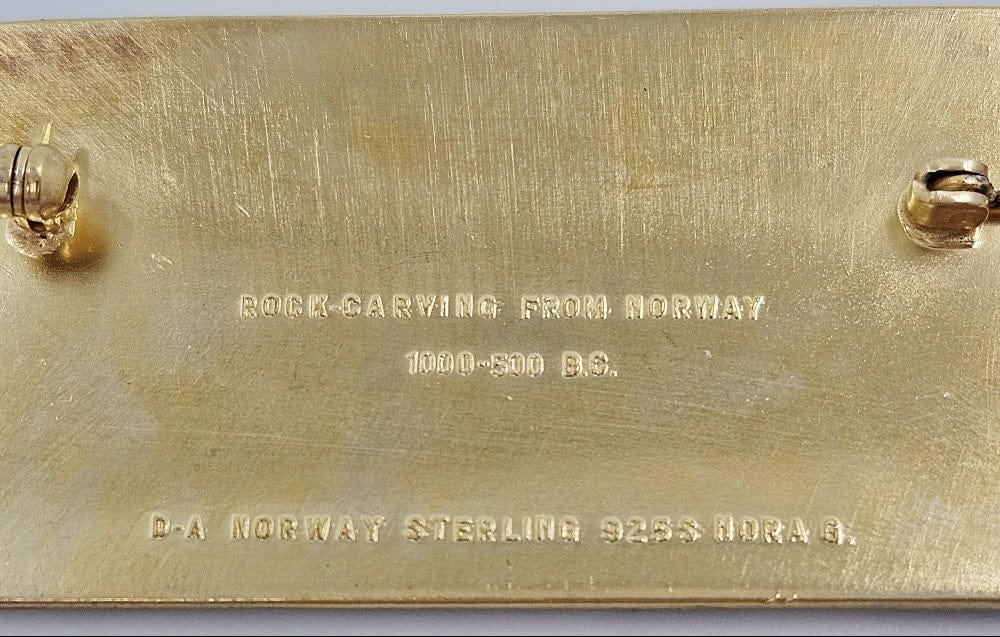 ROCK-CARVING FROM NORWAY
1000-500 B.C.
D-A NORWAY STERLING 925S NORA G.